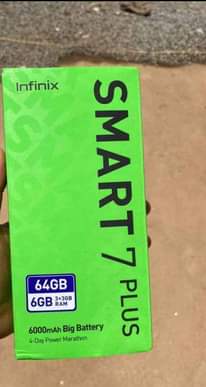 Infinix
SMART 7 PLUS
64GB
6GB 3+3GB RAM
6000mAh Big Battery
4-Day Power Marathon